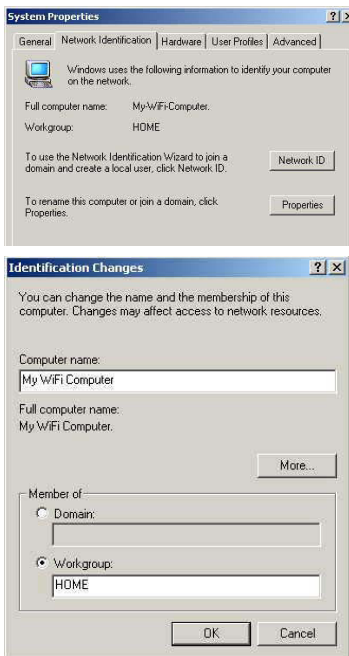 System Properties
General Network Identification Hardware User Profiles Advanced
Windows uses the following information to identify your computer
on the network.
Full computer name: My-WiFi-Computer.
Workgroup: HOME
To use the Network Identification Wizard to join a
domain and create a local user, click Network ID.
Network ID
To rename this computer or join a domain, click
Properties.
Properties
Identification Changes
You can change the name and the membership of this
computer. Changes may affect access to network resources.
Computer name:
My WiFi Computer
Full computer name:
My WiFi Computer.
More...
Member of
Domain:
Workgroup:
HOME
OK Cancel